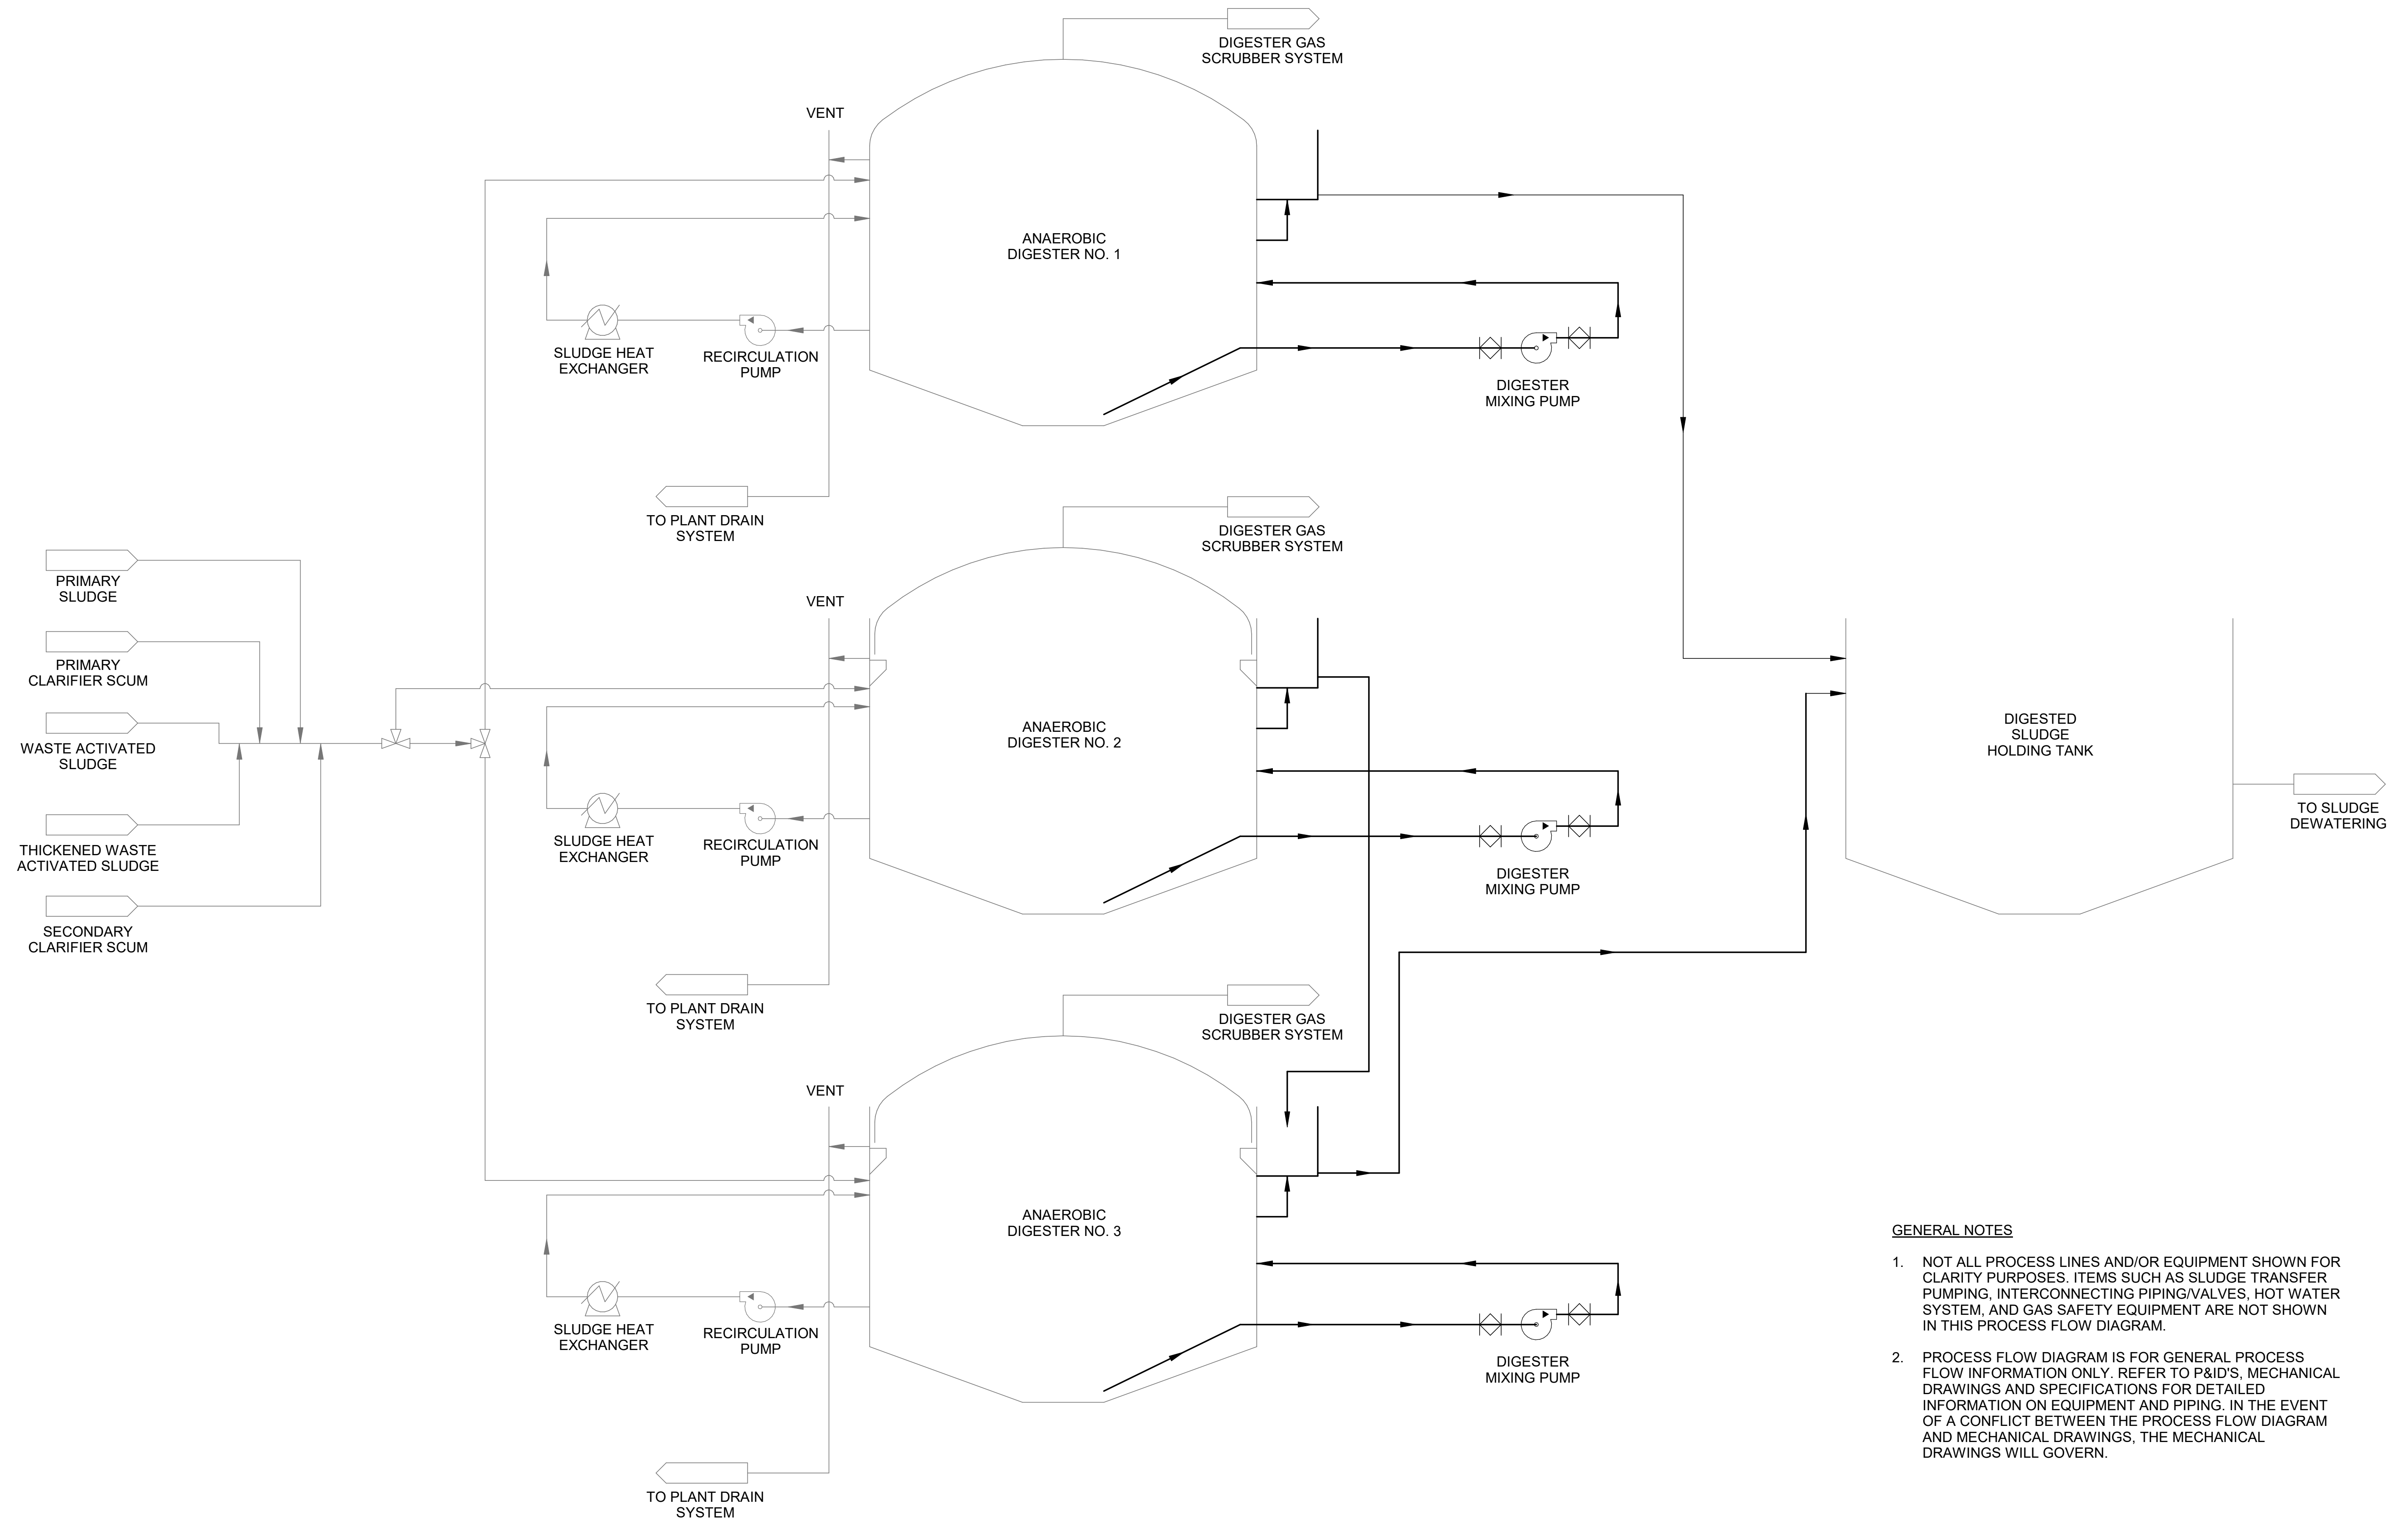 DIGESTER GAS
SCRUBBER SYSTEM
VENT
ANAEROBIC
DIGESTER NO. 1
SLUDGE HEAT
EXCHANGER
RECIRCULATION
PUMP
DIGESTER
MIXING PUMP
TO PLANT DRAIN
SYSTEM
DIGESTER GAS
SCRUBBER SYSTEM
PRIMARY
SLUDGE
PRIMARY
CLARIFIER SCUM
WASTE ACTIVATED
SLUDGE
THICKENED WASTE
ACTIVATED SLUDGE
SECONDARY
CLARIFIER SCUM
VENT
ANAEROBIC
DIGESTER NO. 2
SLUDGE HEAT
EXCHANGER
RECIRCULATION
PUMP
DIGESTER
MIXING PUMP
DIGESTED
SLUDGE
HOLDING TANK
TO SLUDGE
DEWATERING
TO PLANT DRAIN
SYSTEM
DIGESTER GAS
SCRUBBER SYSTEM
VENT
ANAEROBIC
DIGESTER NO. 3
SLUDGE HEAT
EXCHANGER
RECIRCULATION
PUMP
DIGESTER
MIXING PUMP
TO PLANT DRAIN
SYSTEM
GENERAL NOTES
1. NOT ALL PROCESS LINES AND/OR EQUIPMENT SHOWN FOR
CLARITY PURPOSES. ITEMS SUCH AS SLUDGE TRANSFER
PUMPING, INTERCONNECTING PIPING/VALVES, HOT WATER
SYSTEM, AND GAS SAFETY EQUIPMENT ARE NOT SHOWN
IN THIS PROCESS FLOW DIAGRAM.
2. PROCESS FLOW DIAGRAM IS FOR GENERAL PROCESS
FLOW INFORMATION ONLY. REFER TO P&ID'S, MECHANICAL
DRAWINGS AND SPECIFICATIONS FOR DETAILED
INFORMATION ON EQUIPMENT AND PIPING. IN THE EVENT
OF A CONFLICT BETWEEN THE PROCESS FLOW DIAGRAM
AND MECHANICAL DRAWINGS, THE MECHANICAL
DRAWINGS WILL GOVERN.